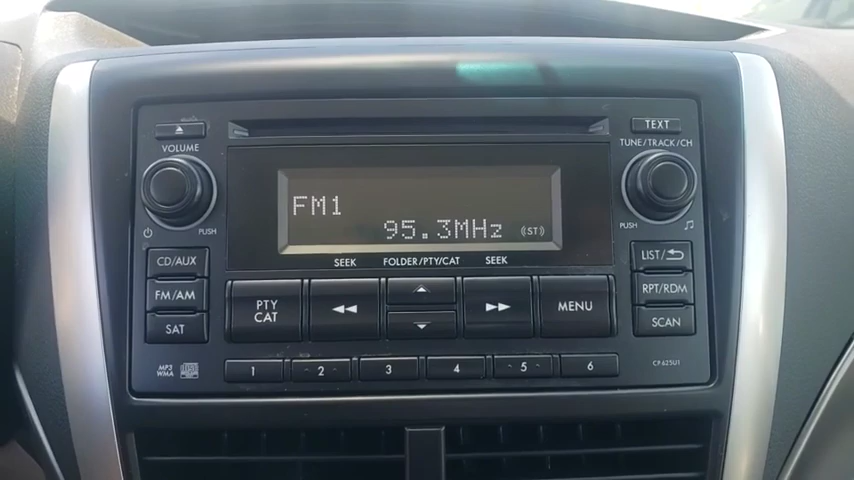 TEXT
VOLUME
TUNE/TRACK/CH
FM1
95.3MHz ((ST))
PUSH
PUSH
SEEK FOLDER/PTY/CAT SEEK
CD/AUX
LIST/
FM/AM
PTY
CAT
MENU
RPT/RDM
SAT
SCAN
MP3
WMA
1 2 3 4 5 6
CP625U1